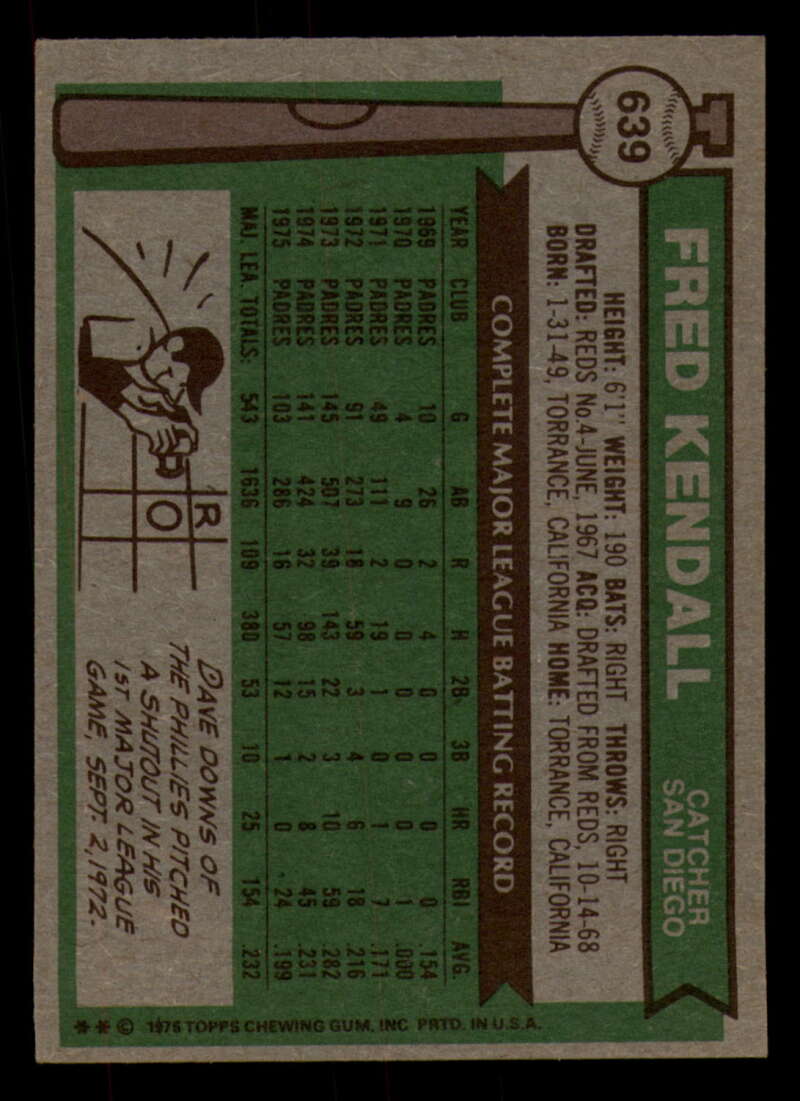 639
FRED KENDALL
CATCHER
SAN DIEGO
HEIGHT: 6'1" WEIGHT: 190 BATS: RIGHT THROWS: RIGHT
DRAFTED: REDS No.4-JUNE, 1967 ACQ: DRAFTED FROM REDS, 10-14-68
BORN: 1-31-49, TORRANCE, CALIFORNIA HOME: TORRANCE, CALIFORNIA
COMPLETE MAJOR LEAGUE BATTING RECORD
YEAR CLUB G AB R H 2B 3B HR RBI AVG.
1969 PADRES 10 26 2 4 0 0 0 0 .154
1970 PADRES 4 9 0 0 0 0 0 1 .000
1971 PADRES 49 111 2 19 1 0 1 7 .171
1972 PADRES 91 273 18 59 3 4 6 18 .216
1973 PADRES 145 507 39 143 22 3 10 59 .282
1974 PADRES 141 424 32 98 15 2 8 45 .231
1975 PADRES 103 286 16 57 12 1 0 24 .199
MAJ. LEA. TOTALS: 543 1636 109 380 53 10 25 154 .232
R
O
DAVE DOWNS OF
THE PHILLIES PITCHED
A SHUTOUT IN HIS
1ST MAJOR LEAGUE
GAME, SEPT. 2, 1972.
** © 1976 TOPPS CHEWING GUM, INC PRTD. IN U.S.A.